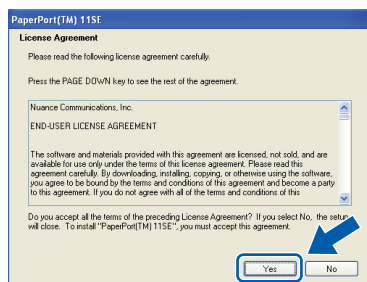 PaperPort(TM) 11SE
License Agreement
Please read the following license agreement carefully.
Press the PAGE DOWN key to see the rest of the agreement.
Nuance Communications, Inc.
END-USER LICENSE AGREEMENT
The software and materials provided with this agreement are licensed, not sold, and are
available for use only under the terms of this license agreement. Please read this
agreement carefully. By downloading, installing, copying, or otherwise using the software,
you agree to be bound by the terms and conditions of this agreement and become a party
to this agreement. If you do not agree with all of the terms and conditions of this
Do you accept all the terms of the preceding License Agreement? If you select No, the setup
will close. To install "PaperPort(TM) 11SE", you must accept this agreement.
Yes No